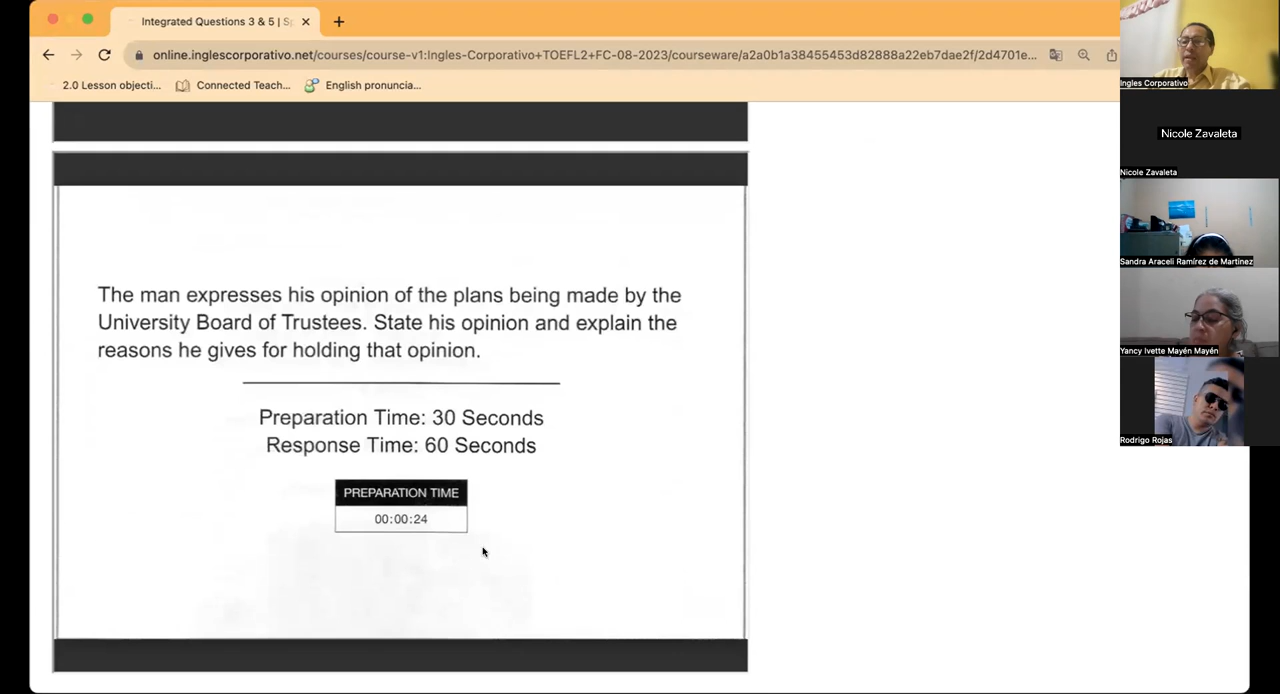 Integrated Questions 3 & 5 | Sp
online.inglescorporativo.net/courses/course-v1:Ingles-Corporativo+TOEFL2+FC-08-2023/courseware/a2a0b1a38455453d82888a22eb7dae2f/2d4701e...
2.0 Lesson objecti...
Connected Teach...
English pronuncia...
The man expresses his opinion of the plans being made by the
University Board of Trustees. State his opinion and explain the
reasons he gives for holding that opinion.
Preparation Time: 30 Seconds
Response Time: 60 Seconds
PREPARATION TIME
00:00:24
Ingles Corporativo
Nicole Zavaleta
Nicole Zavaleta
Sandra Araceli Ramírez de Martinez
Yancy Ivette Mayén Mayén
Rodrigo Rojas